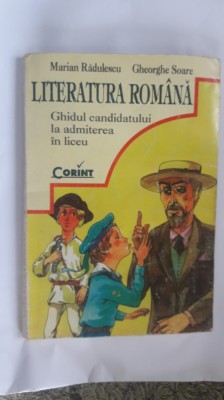 Marian Rădulescu Gheorghe Soare
LITERATURA ROMÂNĂ
Ghidul candidatului
la admiterea
în liceu
CORINT